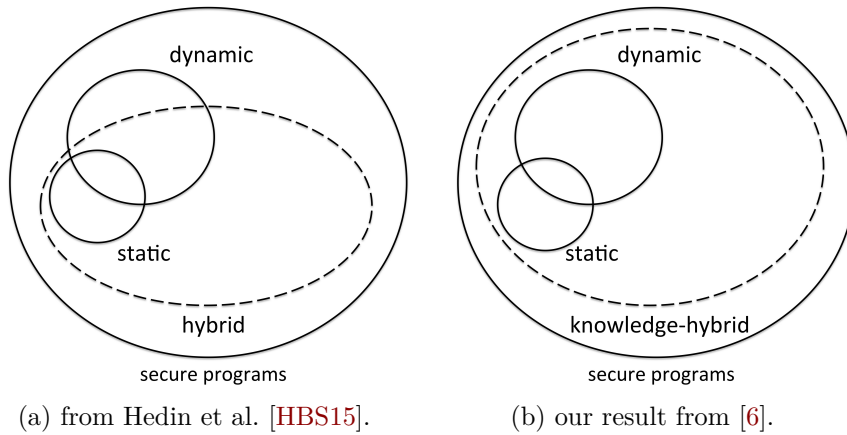 dynamic
static
hybrid
secure programs
(a) from Hedin et al. [HBS15].
dynamic
static
knowledge-hybrid
secure programs
(b) our result from [6].